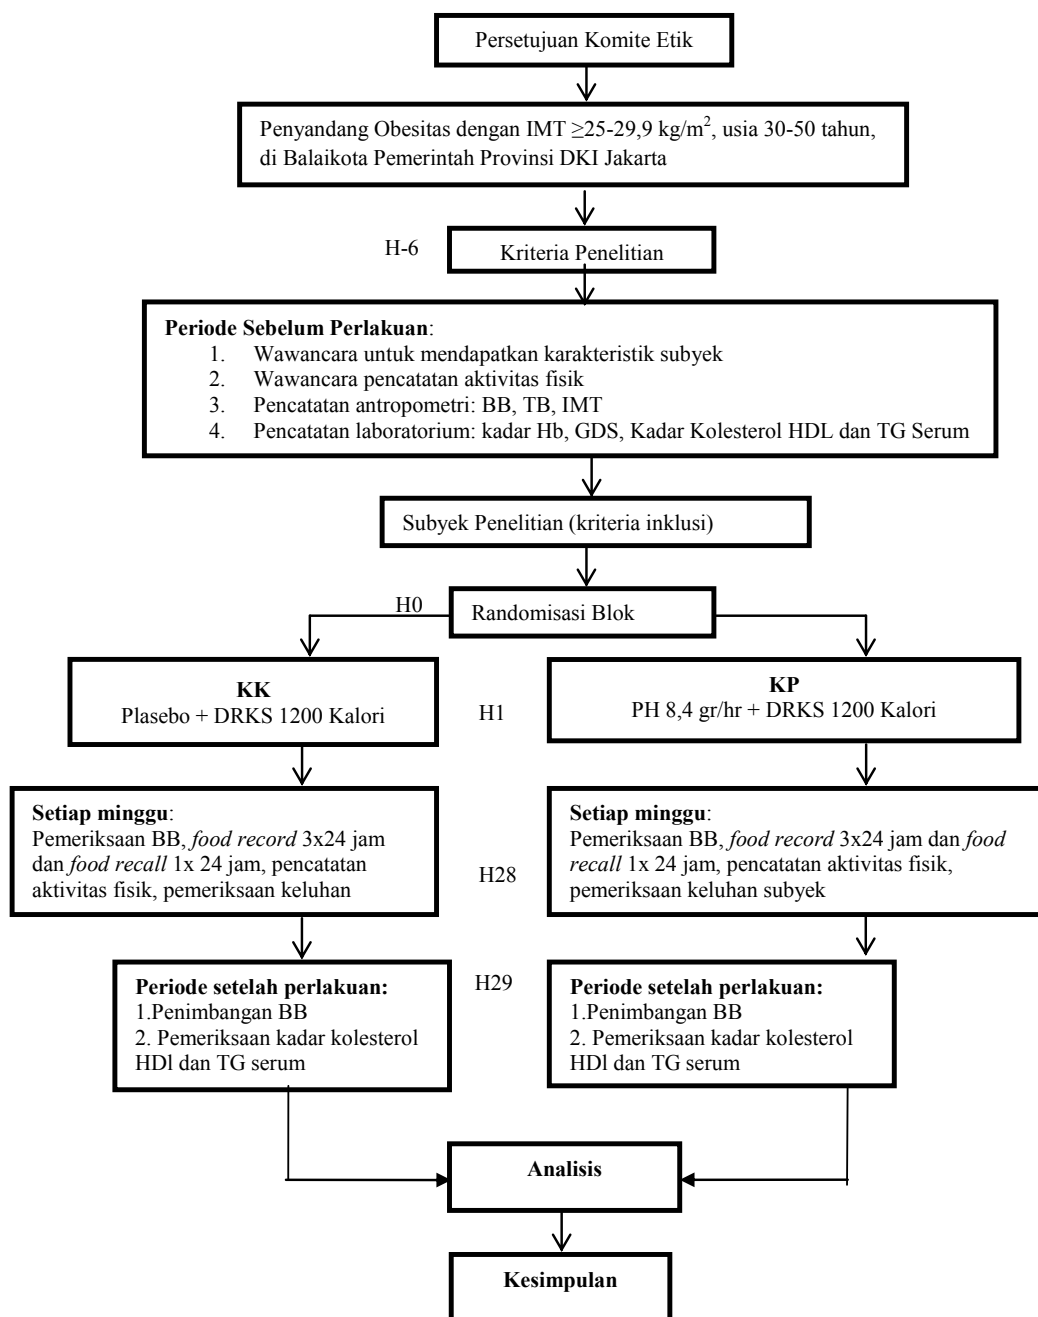 Persetujuan Komite Etik
Penyandang Obesitas dengan IMT ≥25-29,9 kg/m², usia 30-50 tahun,
di Balaikota Pemerintah Provinsi DKI Jakarta
H-6
Kriteria Penelitian
Periode Sebelum Perlakuan:
1. Wawancara untuk mendapatkan karakteristik subyek
2. Wawancara pencatatan aktivitas fisik
3. Pencatatan antropometri: BB, TB, IMT
4. Pencatatan laboratorium: kadar Hb, GDS, Kadar Kolesterol HDL dan TG Serum
Subyek Penelitian (kriteria inklusi)
H0
Randomisasi Blok
KK
Plasebo + DRKS 1200 Kalori
H1
KP
PH 8,4 gr/hr + DRKS 1200 Kalori
Setiap minggu:
Pemeriksaan BB, food record 3x24 jam
dan food recall 1x 24 jam, pencatatan
aktivitas fisik, pemeriksaan keluhan
H28
Setiap minggu:
Pemeriksaan BB, food record 3x24 jam dan food
recall 1x 24 jam, pencatatan aktivitas fisik,
pemeriksaan keluhan subyek
Periode setelah perlakuan:
1.Penimbangan BB
2. Pemeriksaan kadar kolesterol
HDl dan TG serum
H29
Periode setelah perlakuan:
1.Penimbangan BB
2. Pemeriksaan kadar kolesterol
HDl dan TG serum
Analisis
Kesimpulan